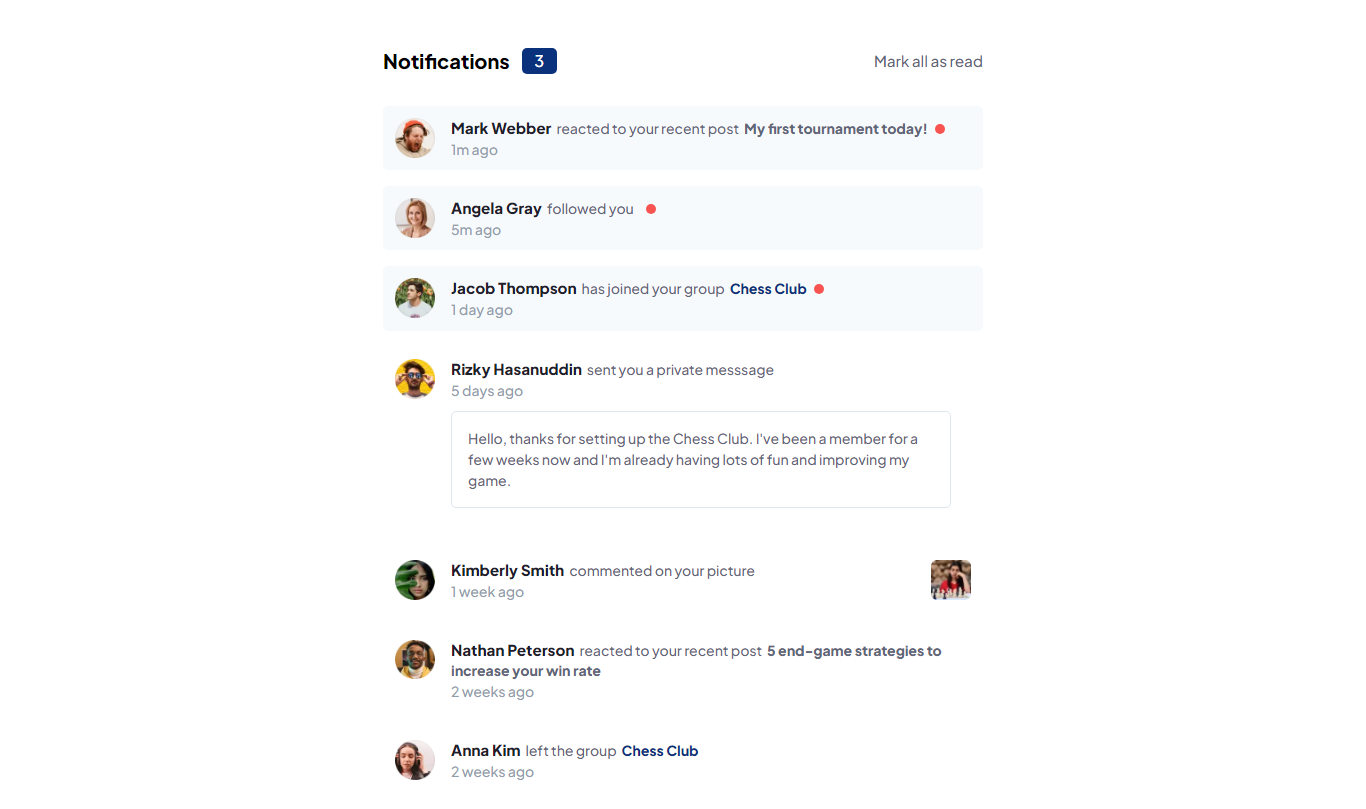 Notifications 3 Mark all as read
Mark Webber reacted to your recent post My first tournament today!
1m ago
Angela Gray followed you
5m ago
Jacob Thompson has joined your group Chess Club
1 day ago
Rizky Hasanuddin sent you a private messsage
5 days ago
Hello, thanks for setting up the Chess Club. I've been a member for a
few weeks now and I'm already having lots of fun and improving my
game.
Kimberly Smith commented on your picture
1 week ago
Nathan Peterson reacted to your recent post 5 end-game strategies to
increase your win rate
2 weeks ago
Anna Kim left the group Chess Club
2 weeks ago